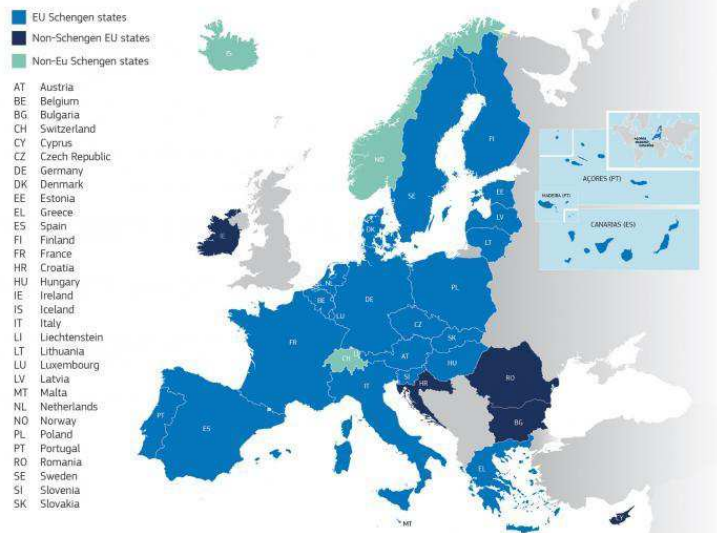 EU Schengen states
Non-Schengen EU states
Non-Eu Schengen states
AT Austria
BE Belgium
BG Bulgaria
CH Switzerland
CY Cyprus
CZ Czech Republic
DE Germany
DK Denmark
EE Estonia
EL Greece
ES Spain
FI Finland
FR France
HR Croatia
HU Hungary
IE Ireland
IS Iceland
IT Italy
LI Liechtenstein
LT Lithuania
LU Luxembourg
LV Latvia
MT Malta
NL Netherlands
NO Norway
PL Poland
PT Portugal
RO Romania
SE Sweden
SI Slovenia
SK Slovakia
FI
NO
SE
EE
LV
LT
DK
IE
NL
BE
DE
PL
LU
CZ
SK
FR
CH
AT
HU
SI
HR
RO
IT
BG
PT
ES
EL
MT
AÇORES (PT)
MADEIRA (PT)
CANARIAS (ES)